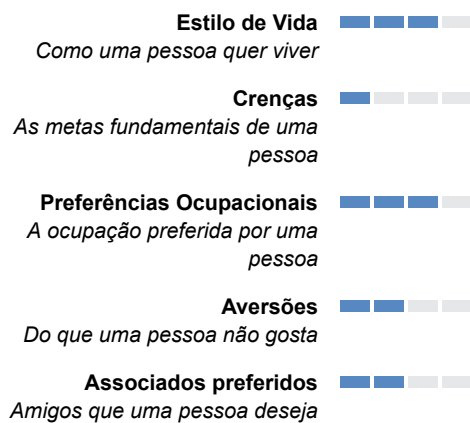 Estilo de Vida
Como uma pessoa quer viver
Crenças
As metas fundamentais de uma
pessoa
Preferências Ocupacionais
A ocupação preferida por uma
pessoa
Aversões
Do que uma pessoa não gosta
Associados preferidos
Amigos que uma pessoa deseja